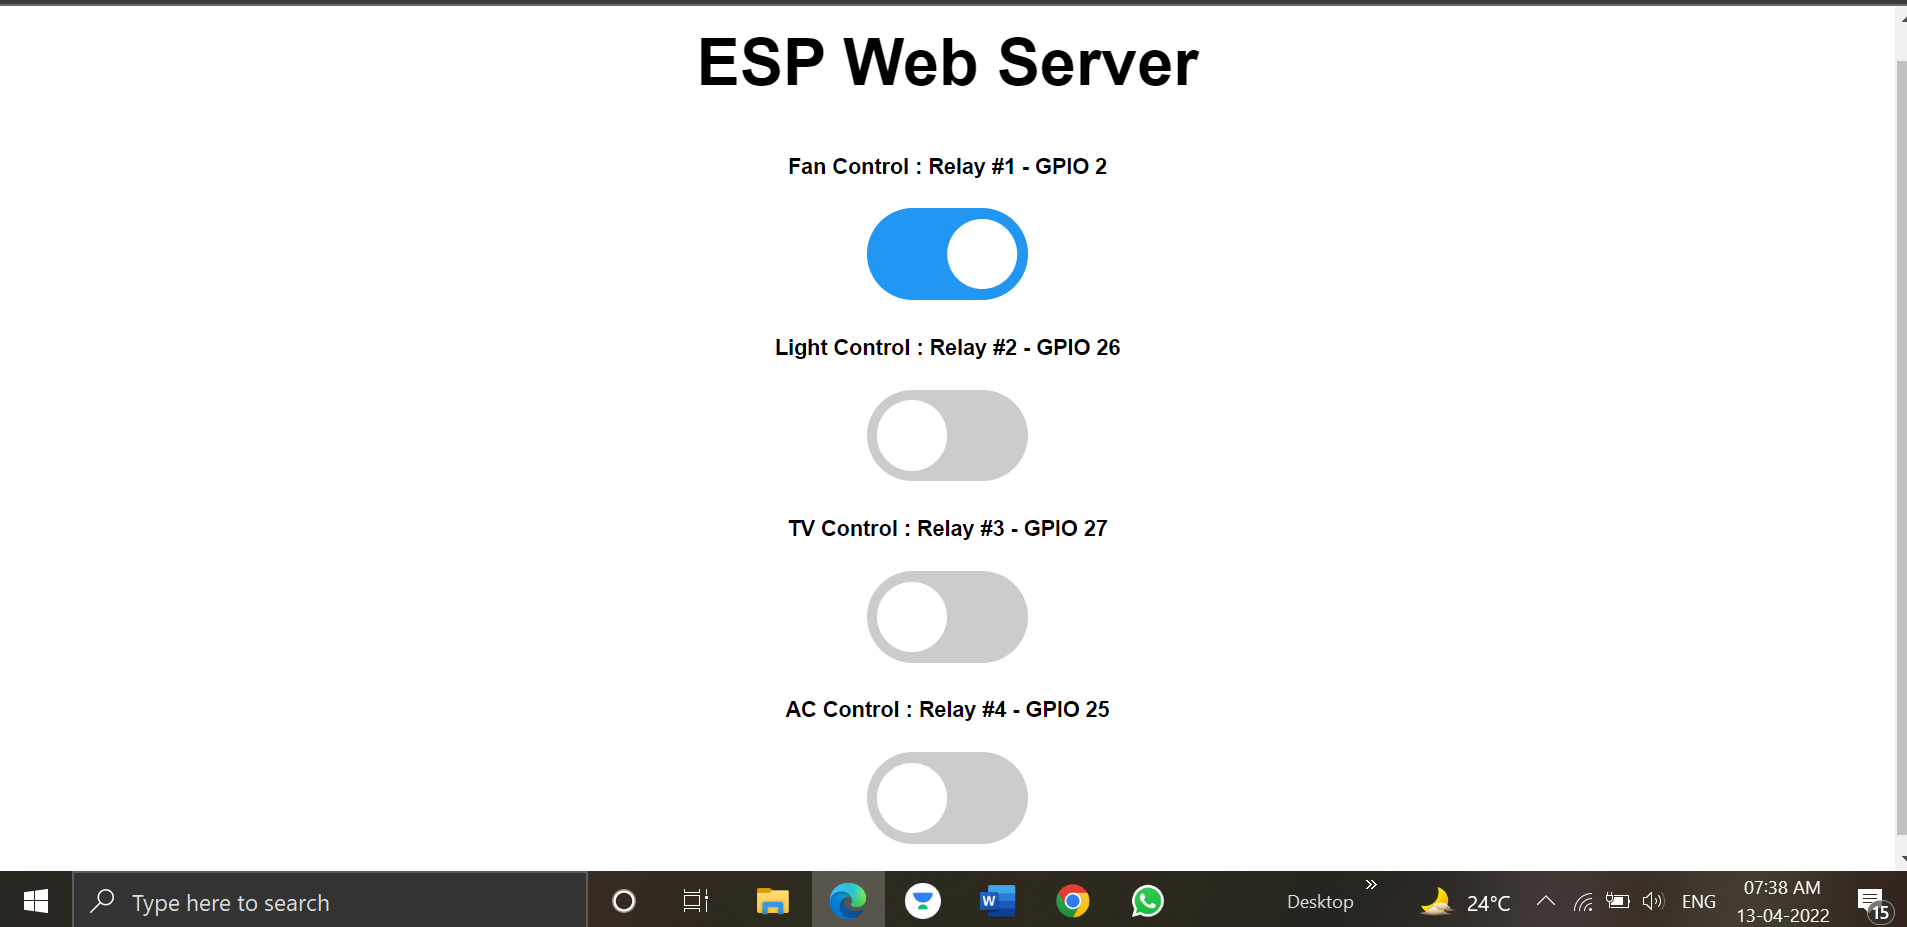 ESP Web Server
Fan Control : Relay #1 - GPIO 2
Light Control : Relay #2 - GPIO 26
TV Control : Relay #3 - GPIO 27
AC Control : Relay #4 - GPIO 25
Type here to search
W
Desktop
24°C
ENG
07:38 AM
13-04-2022
15